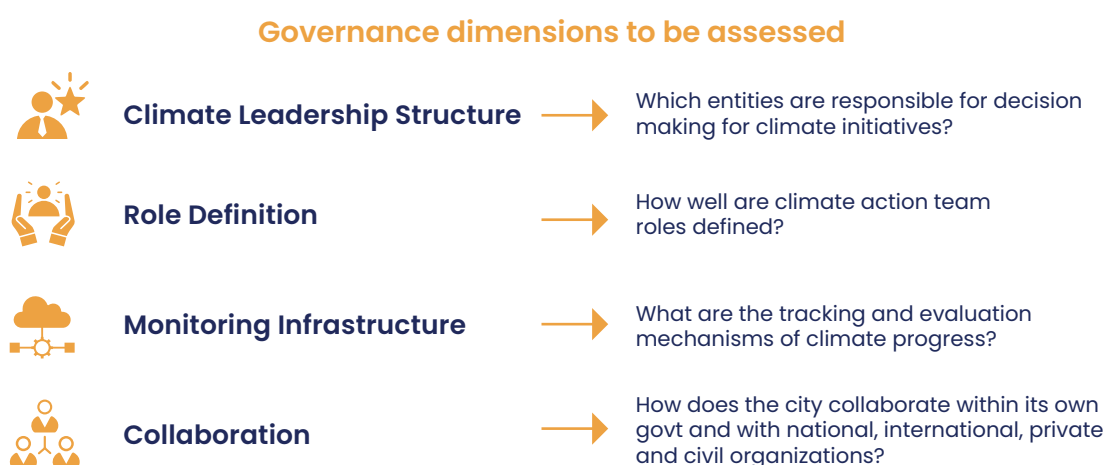 Governance dimensions to be assessed
Climate Leadership Structure
Which entities are responsible for decision
making for climate initiatives?
Role Definition
How well are climate action team
roles defined?
Monitoring Infrastructure
What are the tracking and evaluation
mechanisms of climate progress?
Collaboration
How does the city collaborate within its own
govt and with national, international, private
and civil organizations?